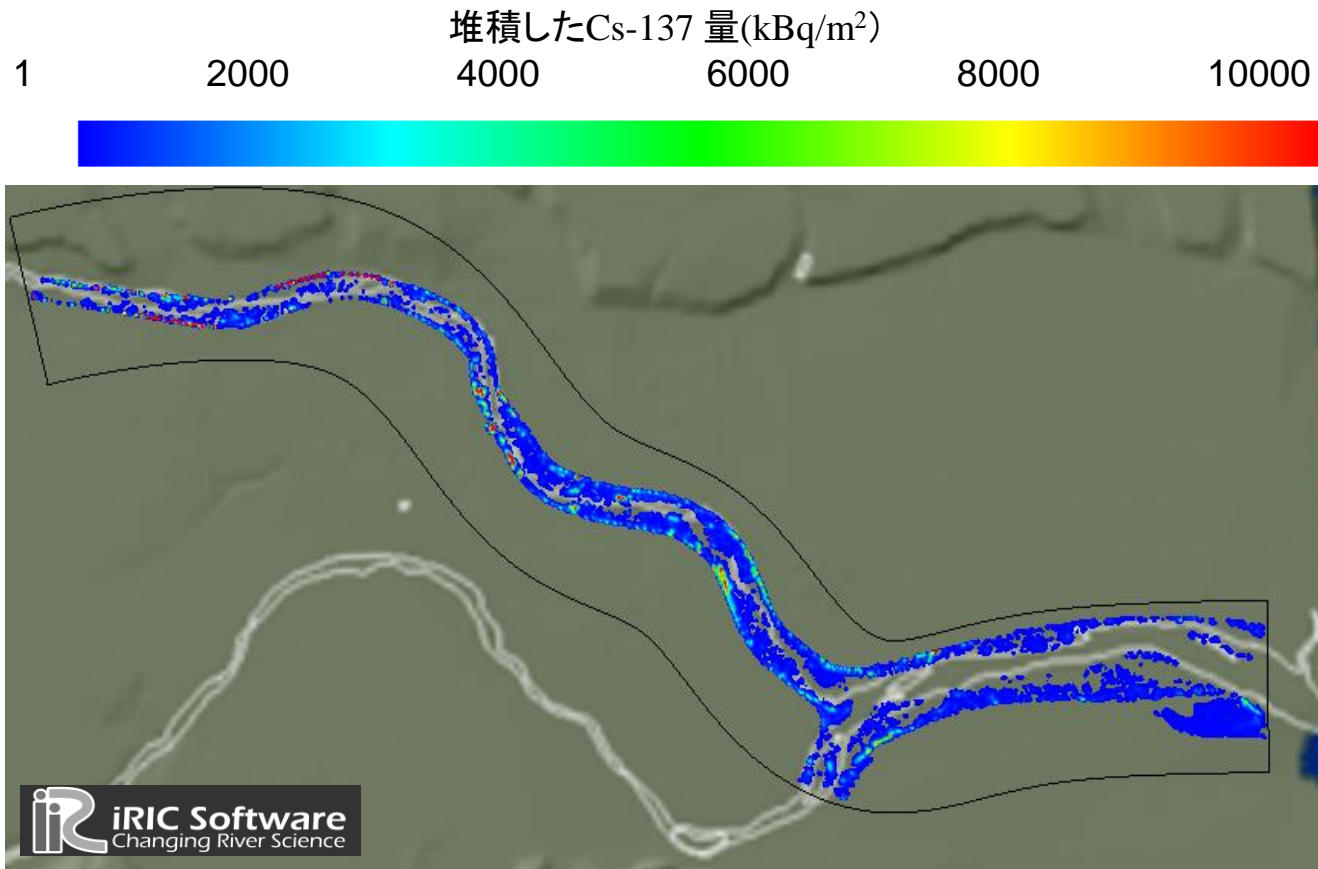 堆積したCs-137 量(kBq/m²)
1 2000 4000 6000 8000 10000
iRIC Software
Changing River Science